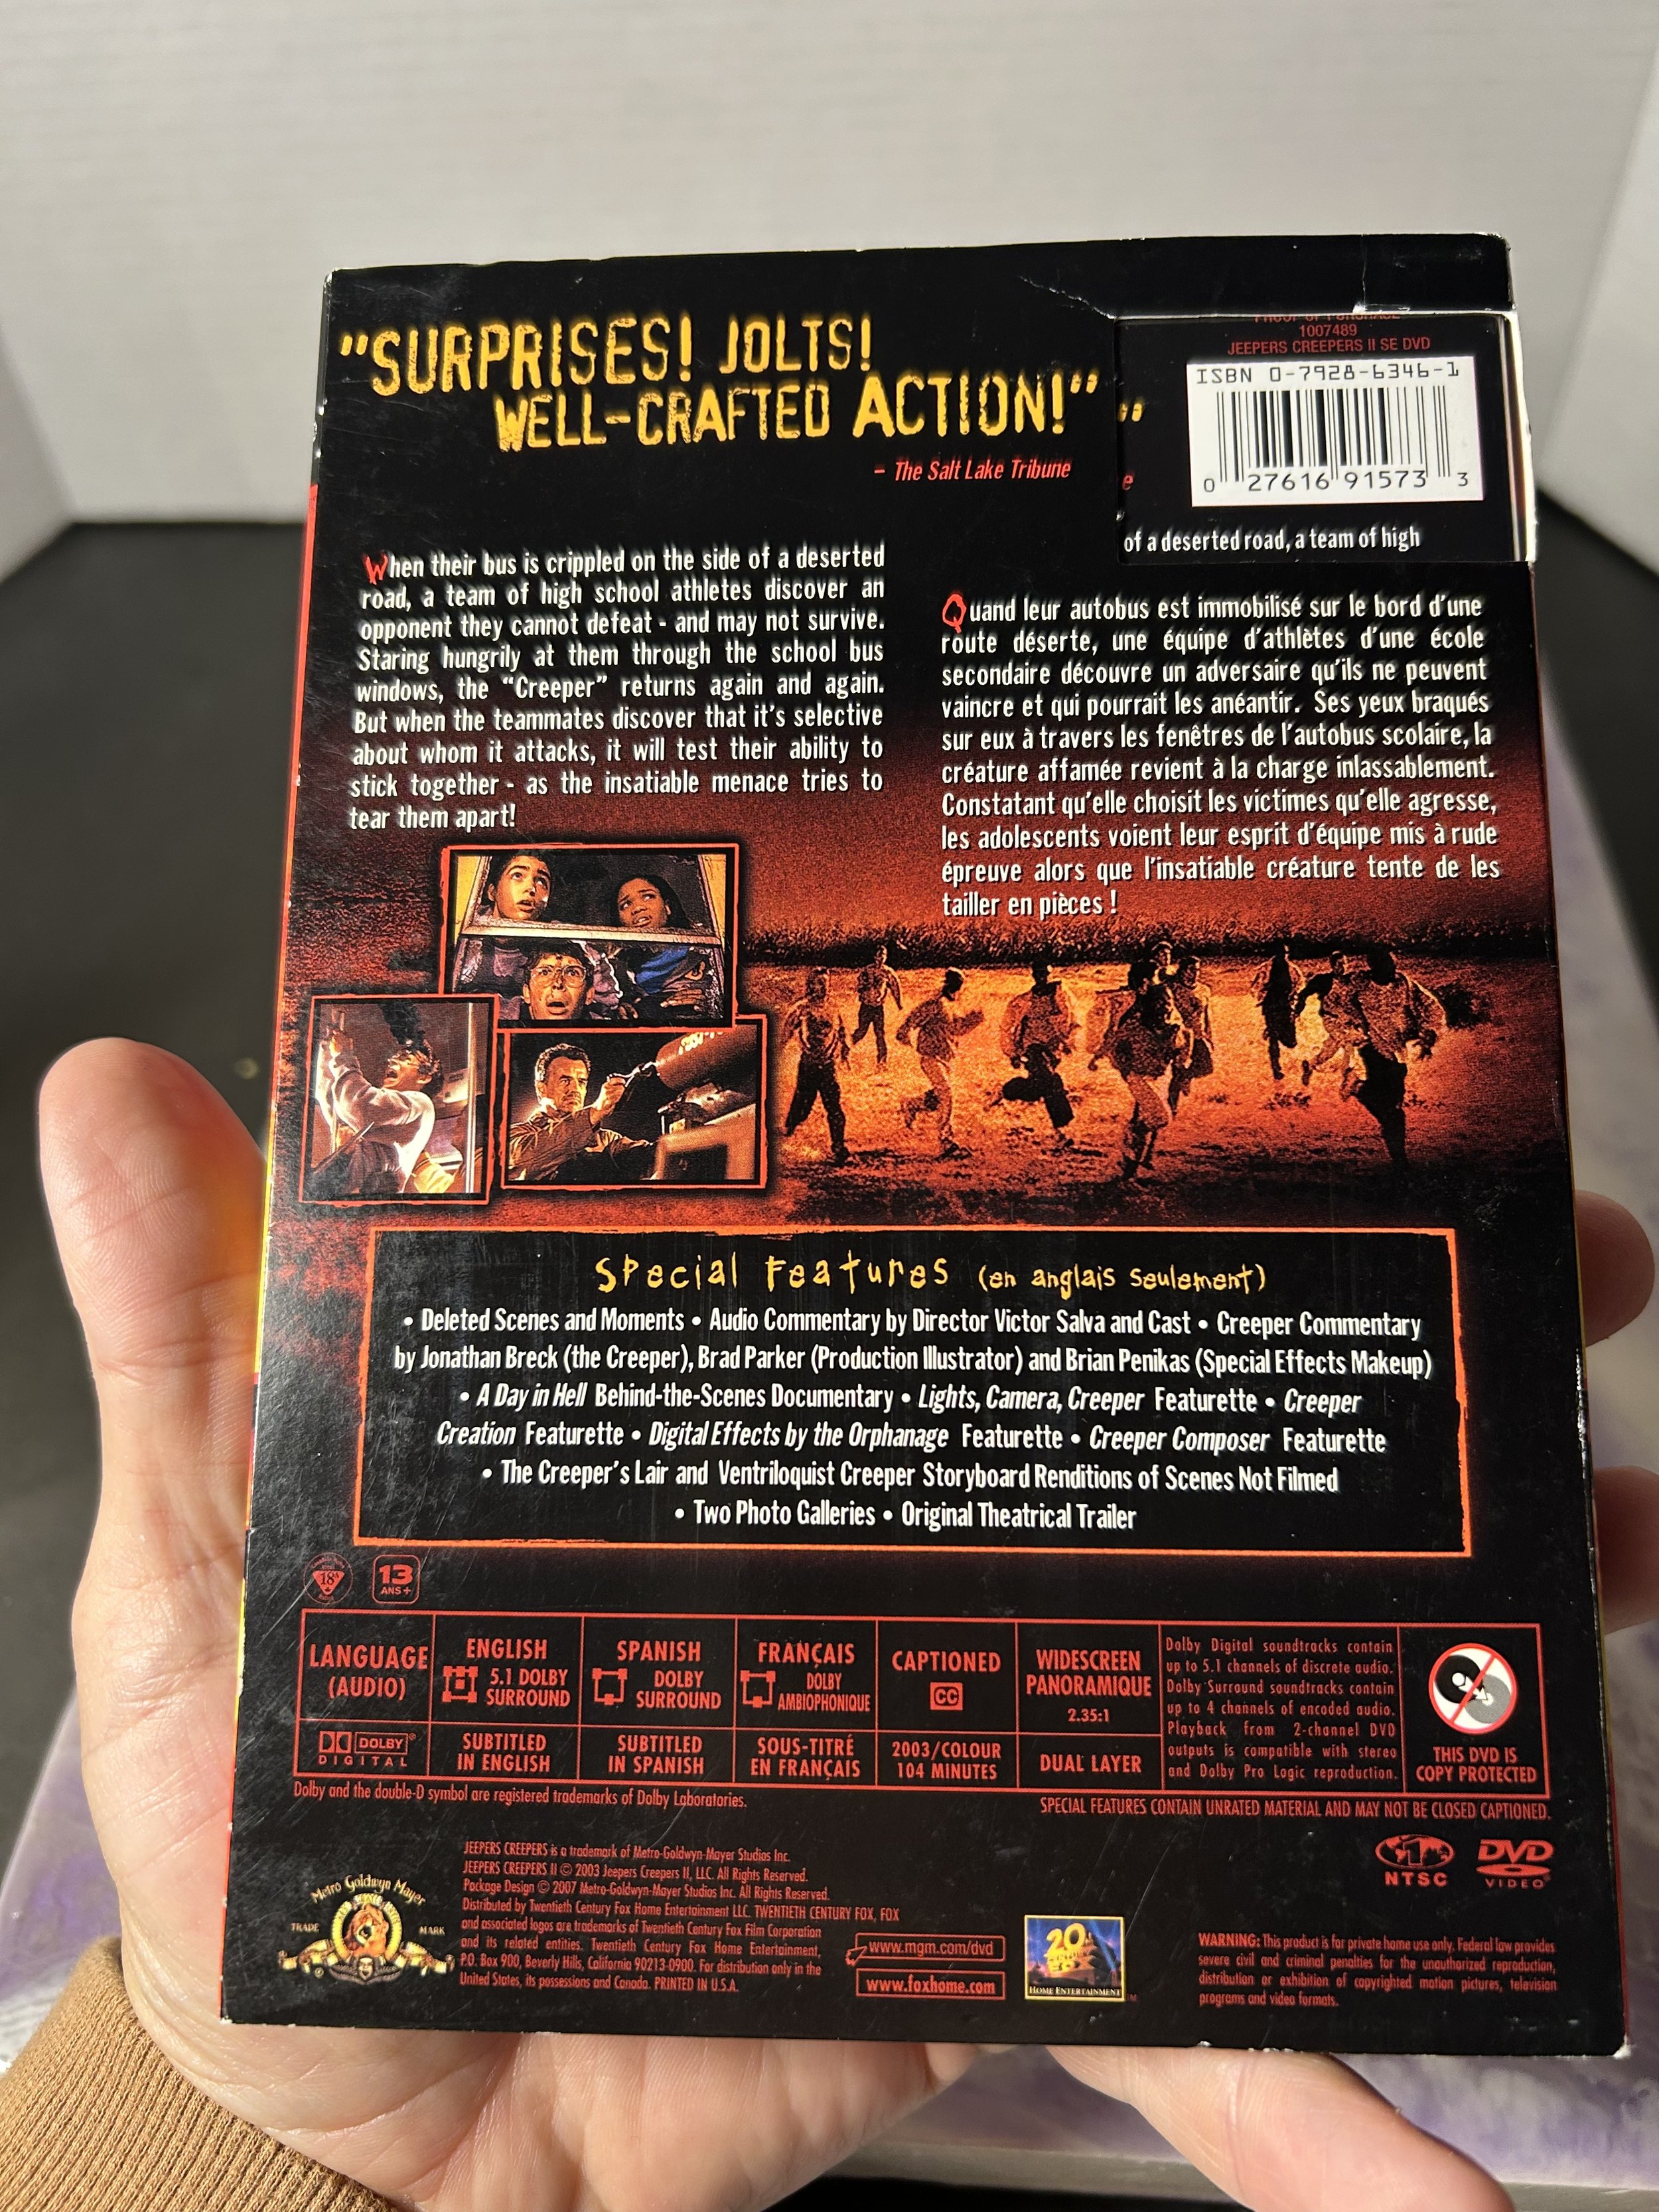 "SURPRISES! JOLTS!
WELL-CRAFTED ACTION!"
"
– The Salt Lake Tribune
e
PROOF OF PURCHASE
1007489
JEEPERS CREEPERS II SE DVD
ISBN 0-7928-6346-1
0 27616 91573 3
of a deserted road, a team of high
When their bus is crippled on the side of a deserted
road, a team of high school athletes discover an
opponent they cannot defeat - and may not survive.
Staring hungrily at them through the school bus
windows, the "Creeper" returns again and again.
But when the teammates discover that it's selective
about whom it attacks, it will test their ability to
stick together - as the insatiable menace tries to
tear them apart!
Quand leur autobus est immobilisé sur le bord d'une
route déserte, une équipe d'athlètes d'une école
secondaire découvre un adversaire qu'ils ne peuvent
vaincre et qui pourrait les anéantir. Ses yeux braqués
sur eux à travers les fenêtres de l'autobus scolaire, la
créature affamée revient à la charge inlassablement.
Constatant qu'elle choisit les victimes qu'elle agresse,
les adolescents voient leur esprit d'équipe mis à rude
épreuve alors que l'insatiable créature tente de les
tailler en pièces !
Special Features (en anglais seulement)
• Deleted Scenes and Moments • Audio Commentary by Director Victor Salva and Cast • Creeper Commentary
by Jonathan Breck (the Creeper), Brad Parker (Production Illustrator) and Brian Penikas (Special Effects Makeup)
• A Day in Hell Behind-the-Scenes Documentary • Lights, Camera, Creeper Featurette • Creeper
Creation Featurette • Digital Effects by the Orphanage Featurette • Creeper Composer Featurette
• The Creeper's Lair and Ventriloquist Creeper Storyboard Renditions of Scenes Not Filmed
• Two Photo Galleries • Original Theatrical Trailer
18A
13
ANS+
LANGUAGE
(AUDIO)
ENGLISH
5.1 DOLBY
SURROUND
SPANISH
DOLBY
SURROUND
FRANÇAIS
DOLBY
AMBIOPHONIQUE
CAPTIONED
CC
WIDESCREEN
PANORAMIQUE
2.35:1
Dolby Digital soundtracks contain
up to 5.1 channels of discrete audio.
Dolby Surround soundtracks contain
up to 4 channels of encoded audio.
Playback from 2-channel DVD
outputs is compatible with stereo
and Dolby Pro Logic reproduction.
THIS DVD IS
COPY PROTECTED
DOLBY®
DIGITAL
SUBTITLED
IN ENGLISH
SUBTITLED
IN SPANISH
SOUS-TITRÉ
EN FRANÇAIS
2003/COLOUR
104 MINUTES
DUAL LAYER
Dolby and the double-D symbol are registered trademarks of Dolby Laboratories.
SPECIAL FEATURES CONTAIN UNRATED MATERIAL AND MAY NOT BE CLOSED CAPTIONED.
1
NTSC
DVD
VIDEO®
Metro Goldwyn Mayer
TRADE MARK
JEEPERS CREEPERS is a trademark of Metro-Goldwyn-Mayer Studios Inc.
JEEPERS CREEPERS II © 2003 Jeepers Creepers II, LLC. All Rights Reserved.
Package Design © 2007 Metro-Goldwyn-Mayer Studios Inc. All Rights Reserved.
Distributed by Twentieth Century Fox Home Entertainment LLC. TWENTIETH CENTURY FOX, FOX
and associated logos are trademarks of Twentieth Century Fox Film Corporation
and its related entities. Twentieth Century Fox Home Entertainment,
P.O. Box 900, Beverly Hills, California 90213-0900. For distribution only in the
United States, its possessions and Canada. PRINTED IN U.S.A.
www.mgm.com/dvd
www.foxhome.com
20th
CENTURY
FOX
HOME ENTERTAINMENT™
WARNING: This product is for private home use only. Federal law provides
severe civil and criminal penalties for the unauthorized reproduction,
distribution or exhibition of copyrighted motion pictures, television
programs and video formats.